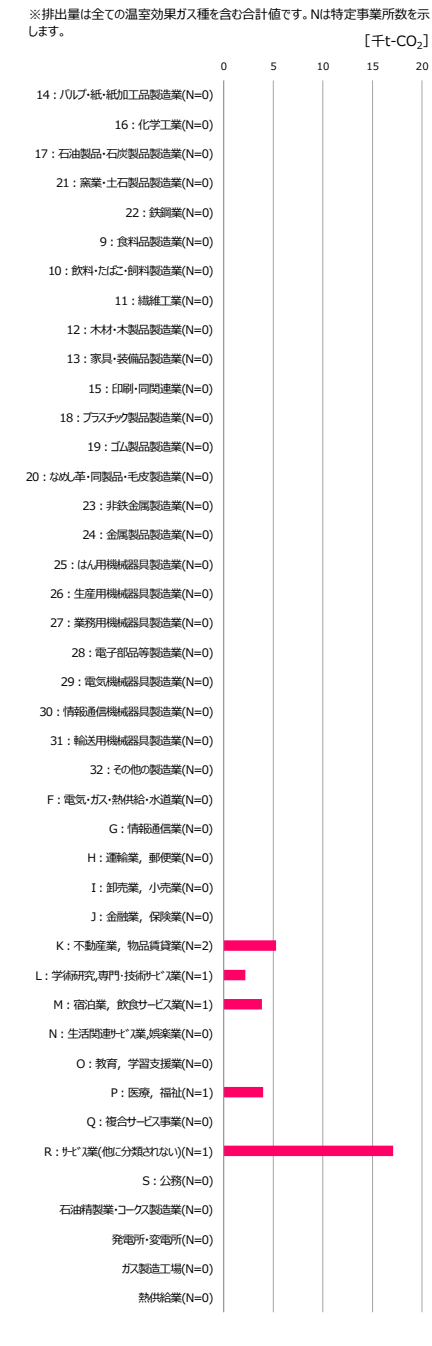 ※排出量は全ての温室効果ガス種を含む合計値です。Nは特定事業所数を示
します。
[千t-CO₂]
0 5 10 15 20
14：パルプ・紙・紙加工品製造業(N=0)
16：化学工業(N=0)
17：石油製品・石炭製品製造業(N=0)
21：窯業・土石製品製造業(N=0)
22：鉄鋼業(N=0)
9：食料品製造業(N=0)
10：飲料・たばこ・飼料製造業(N=0)
11：繊維工業(N=0)
12：木材・木製品製造業(N=0)
13：家具・装備品製造業(N=0)
15：印刷・同関連業(N=0)
18：プラスチック製品製造業(N=0)
19：ゴム製品製造業(N=0)
20：なめし革・同製品・毛皮製造業(N=0)
23：非鉄金属製造業(N=0)
24：金属製品製造業(N=0)
25：はん用機械器具製造業(N=0)
26：生産用機械器具製造業(N=0)
27：業務用機械器具製造業(N=0)
28：電子部品等製造業(N=0)
29：電気機械器具製造業(N=0)
30：情報通信機械器具製造業(N=0)
31：輸送用機械器具製造業(N=0)
32：その他の製造業(N=0)
F：電気・ガス・熱供給・水道業(N=0)
G：情報通信業(N=0)
H：運輸業，郵便業(N=0)
I：卸売業，小売業(N=0)
J：金融業，保険業(N=0)
K：不動産業，物品賃貸業(N=2)
L：学術研究,専門・技術ｻｰﾋﾞｽ業(N=1)
M：宿泊業，飲食サービス業(N=1)
N：生活関連ｻｰﾋﾞｽ業,娯楽業(N=0)
O：教育，学習支援業(N=0)
P：医療，福祉(N=1)
Q：複合サービス事業(N=0)
R：ｻｰﾋﾞｽ業(他に分類されない)(N=1)
S：公務(N=0)
石油精製業・コークス製造業(N=0)
発電所・変電所(N=0)
ガス製造工場(N=0)
熱供給業(N=0)